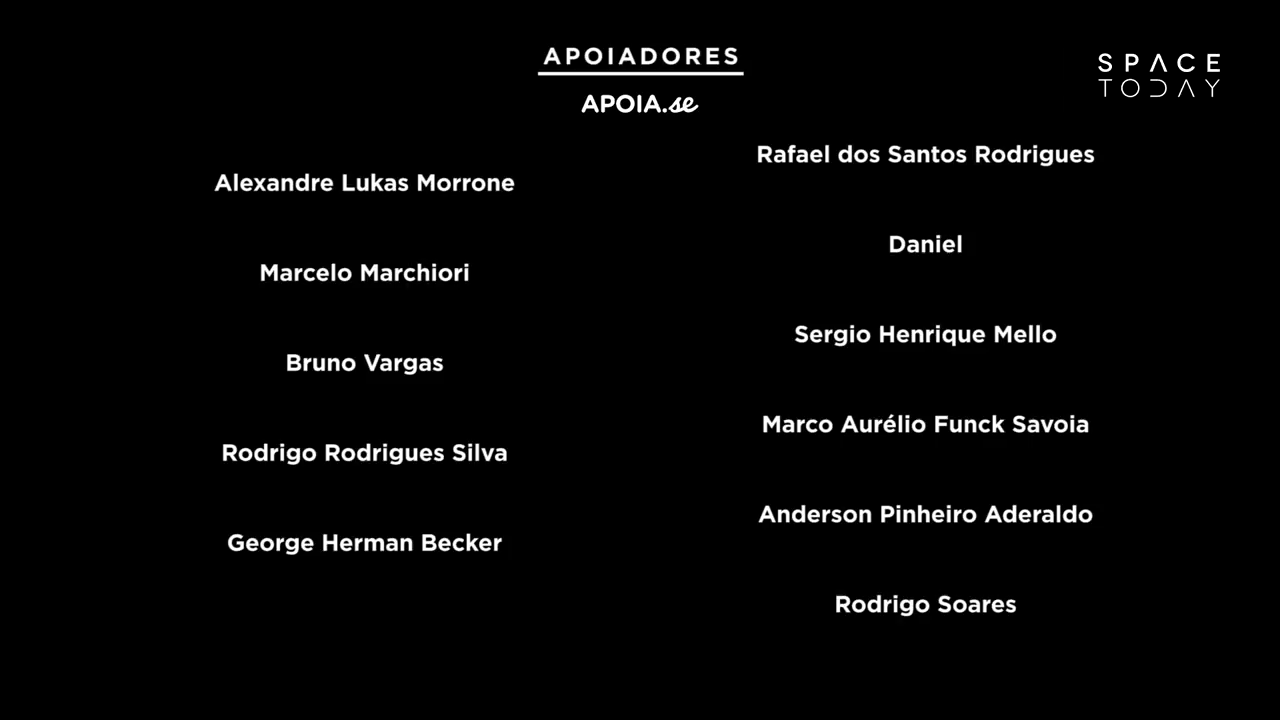 APOIADORES
APOIA.se
SPACE
TODAY
Alexandre Lukas Morrone
Marcelo Marchiori
Bruno Vargas
Rodrigo Rodrigues Silva
George Herman Becker
Rafael dos Santos Rodrigues
Daniel
Sergio Henrique Mello
Marco Aurélio Funck Savoia
Anderson Pinheiro Aderaldo
Rodrigo Soares